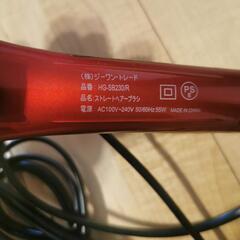 (株)ジーワン・トレード
品番 : HG-SB230/R
品名 : ストレートヘアーブラシ
電源 : AC100V~240V 50/60Hz 55W
PS
E
MADE IN CHINA